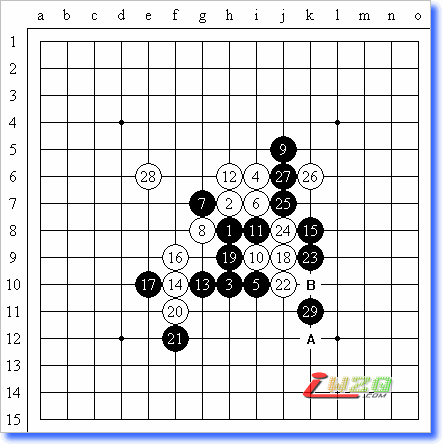 a b c d e f g h i j k l m n o
1
2
3
4
5 9
6 28 12 4 27 26
7 7 2 6 25
8 8 1 11 24 15
9 16 19 10 18 23
10 17 14 13 3 5 22 B
11 20 29
12 21 A
13
14 iWZQ .COM
15